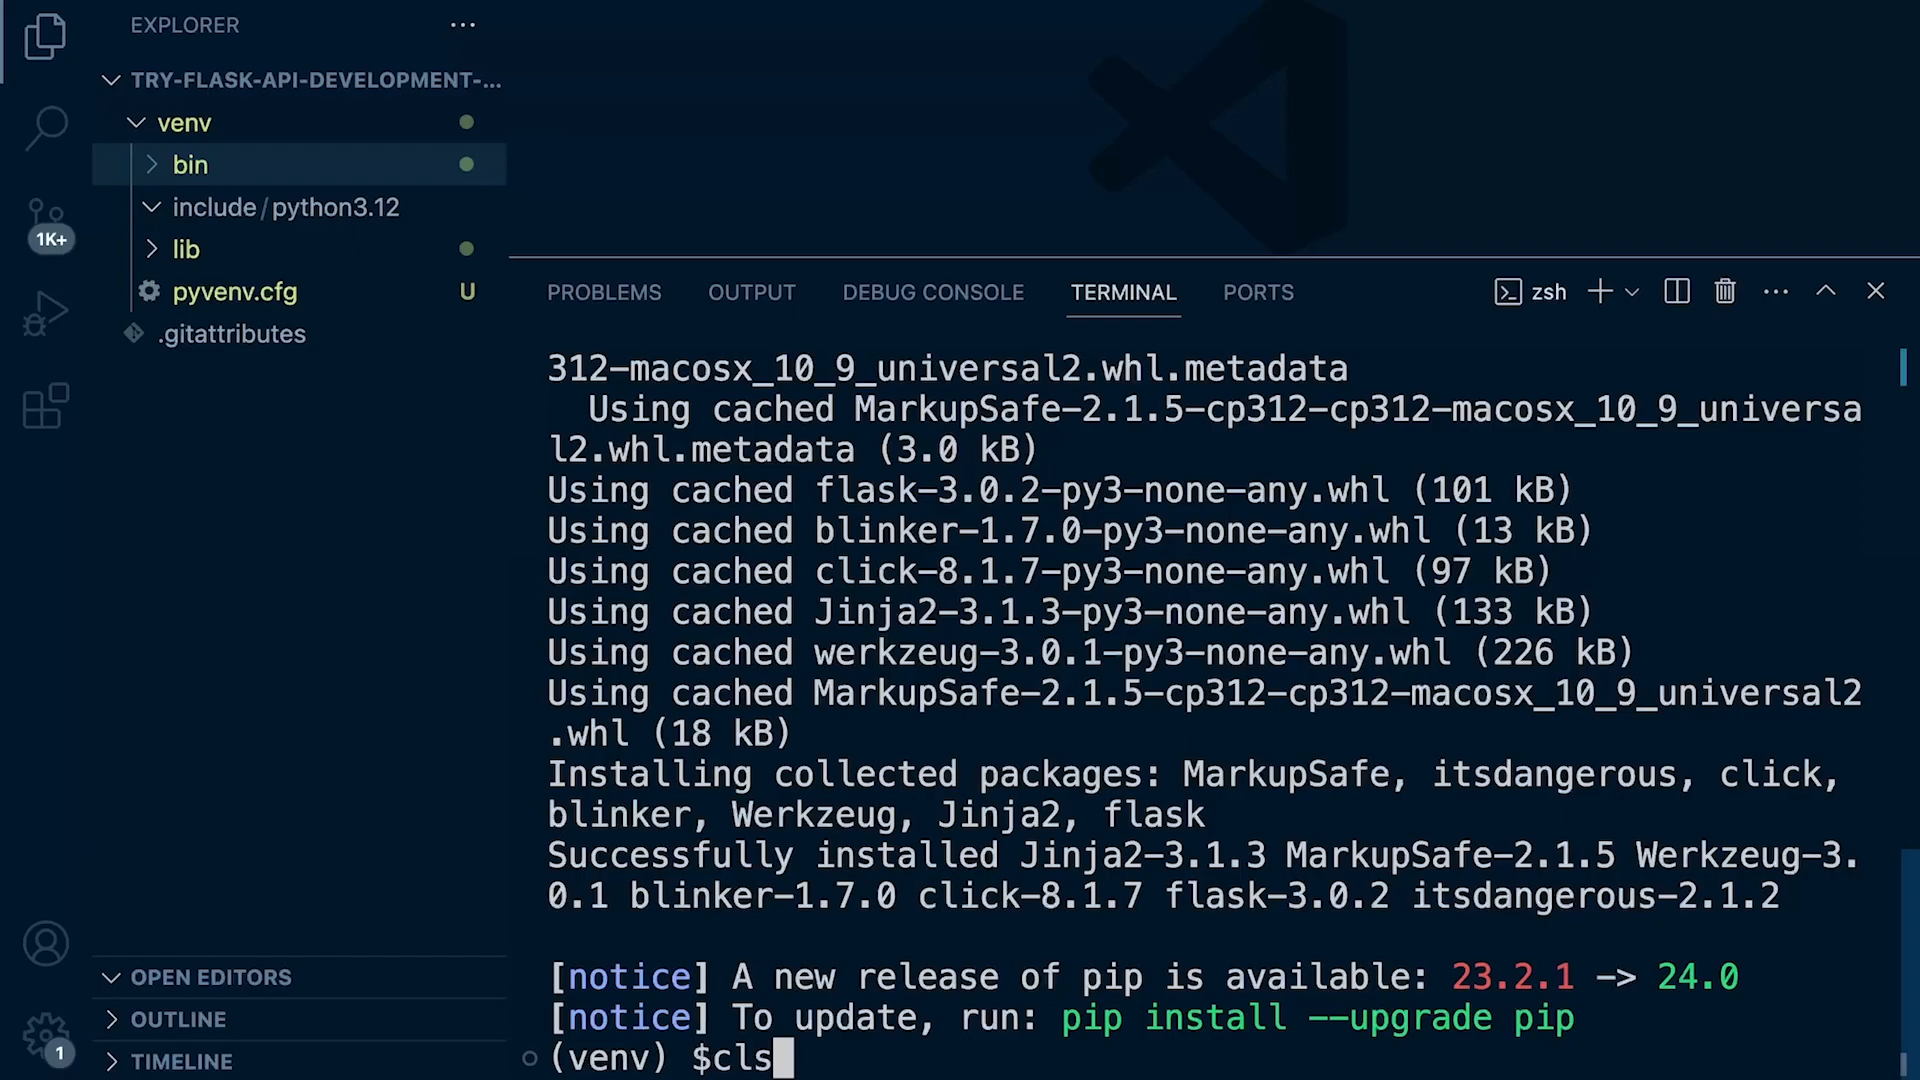 EXPLORER
TRY-FLASK-API-DEVELOPMENT-...
venv
bin
include/python3.12
lib
pyvenv.cfg U
.gitattributes
1K+
OPEN EDITORS
OUTLINE
TIMELINE
1
PROBLEMS OUTPUT DEBUG CONSOLE TERMINAL PORTS zsh
312-macosx_10_9_universal2.whl.metadata
Using cached MarkupSafe-2.1.5-cp312-cp312-macosx_10_9_universa
l2.whl.metadata (3.0 kB)
Using cached flask-3.0.2-py3-none-any.whl (101 kB)
Using cached blinker-1.7.0-py3-none-any.whl (13 kB)
Using cached click-8.1.7-py3-none-any.whl (97 kB)
Using cached Jinja2-3.1.3-py3-none-any.whl (133 kB)
Using cached werkzeug-3.0.1-py3-none-any.whl (226 kB)
Using cached MarkupSafe-2.1.5-cp312-cp312-macosx_10_9_universal2
.whl (18 kB)
Installing collected packages: MarkupSafe, itsdangerous, click,
blinker, Werkzeug, Jinja2, flask
Successfully installed Jinja2-3.1.3 MarkupSafe-2.1.5 Werkzeug-3.
0.1 blinker-1.7.0 click-8.1.7 flask-3.0.2 itsdangerous-2.1.2
[notice] A new release of pip is available: 23.2.1 -> 24.0
[notice] To update, run: pip install --upgrade pip
(venv) $cls